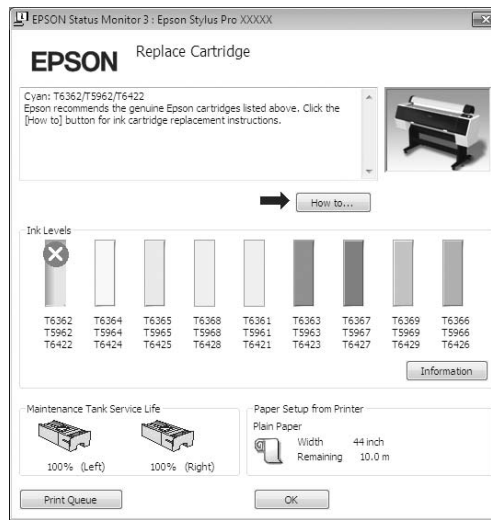 EPSON Status Monitor 3 : Epson Stylus Pro XXXXX
EPSON
Replace Cartridge
Cyan: T6362/T5962/T6422
Epson recommends the genuine Epson cartridges listed above. Click the
[How to] button for ink cartridge replacement instructions.
How to...
Ink Levels
T6362 T6364 T6365 T6368 T6361 T6363 T6367 T6369 T6366
T5962 T5964 T5965 T5968 T5961 T5963 T5967 T5969 T5966
T6422 T6424 T6425 T6428 T6421 T6423 T6427 T6429 T6426
Information
Maintenance Tank Service Life
100% (Left) 100% (Right)
Paper Setup from Printer
Plain Paper
Width 44 inch
Remaining 10.0 m
Print Queue
OK